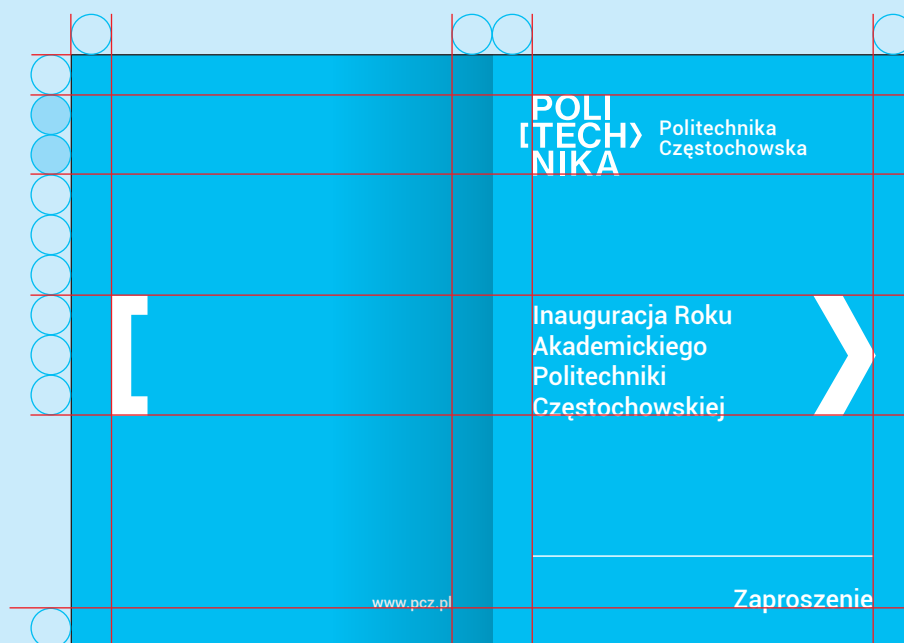 POLI
[TECH>
NIKA
Politechnika
Częstochowska
Inauguracja Roku
Akademickiego
Politechniki
Częstochowskiej
www.pcz.pl
Zaproszenie